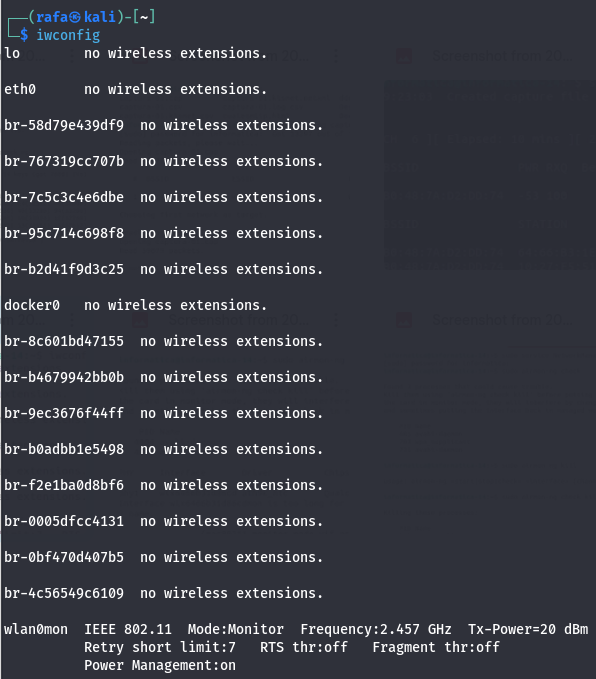 ┌──(rafa㉿kali)-[~]
└─$ iwconfig
lo        no wireless extensions.
eth0      no wireless extensions.
br-58d79e439df9  no wireless extensions.
br-767319cc707b  no wireless extensions.
br-7c5c3c4e6dbe  no wireless extensions.
br-95c714c698f8  no wireless extensions.
br-b2d41f9d3c25  no wireless extensions.
docker0   no wireless extensions.
br-8c601bd47155  no wireless extensions.
br-b4679942bb0b  no wireless extensions.
br-9ec3676f44ff  no wireless extensions.
br-b0adbb1e5498  no wireless extensions.
br-f2e1ba0d8bf6  no wireless extensions.
br-0005dfcc4131  no wireless extensions.
br-0bf470d407b5  no wireless extensions.
br-4c56549c6109  no wireless extensions.
wlan0mon  IEEE 802.11  Mode:Monitor  Frequency:2.457 GHz  Tx-Power=20 dBm
          Retry short limit:7   RTS thr:off   Fragment thr:off
          Power Management:on